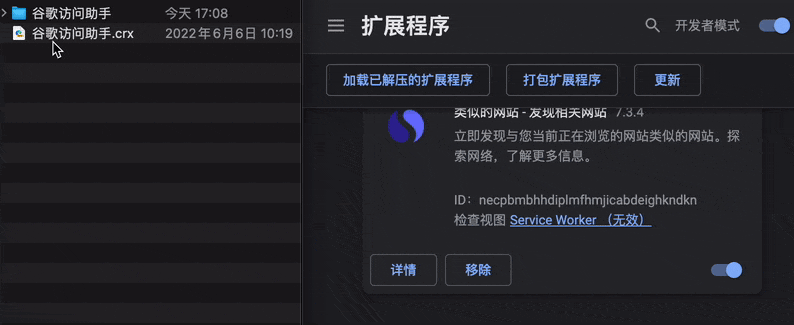 谷歌访问助手 今天 17:08
谷歌访问助手.crx 2022年6月6日 10:19
扩展程序 开发者模式
加载已解压的扩展程序 打包扩展程序 更新
类似的网站 - 发现相关网站 7.3.4
立即发现与您当前正在浏览的网站类似的网站。探
索网络，了解更多信息。
ID：necpbmbhhdiplmfhmjicabdeighkndkn
检查视图 Service Worker （无效）
详情 移除